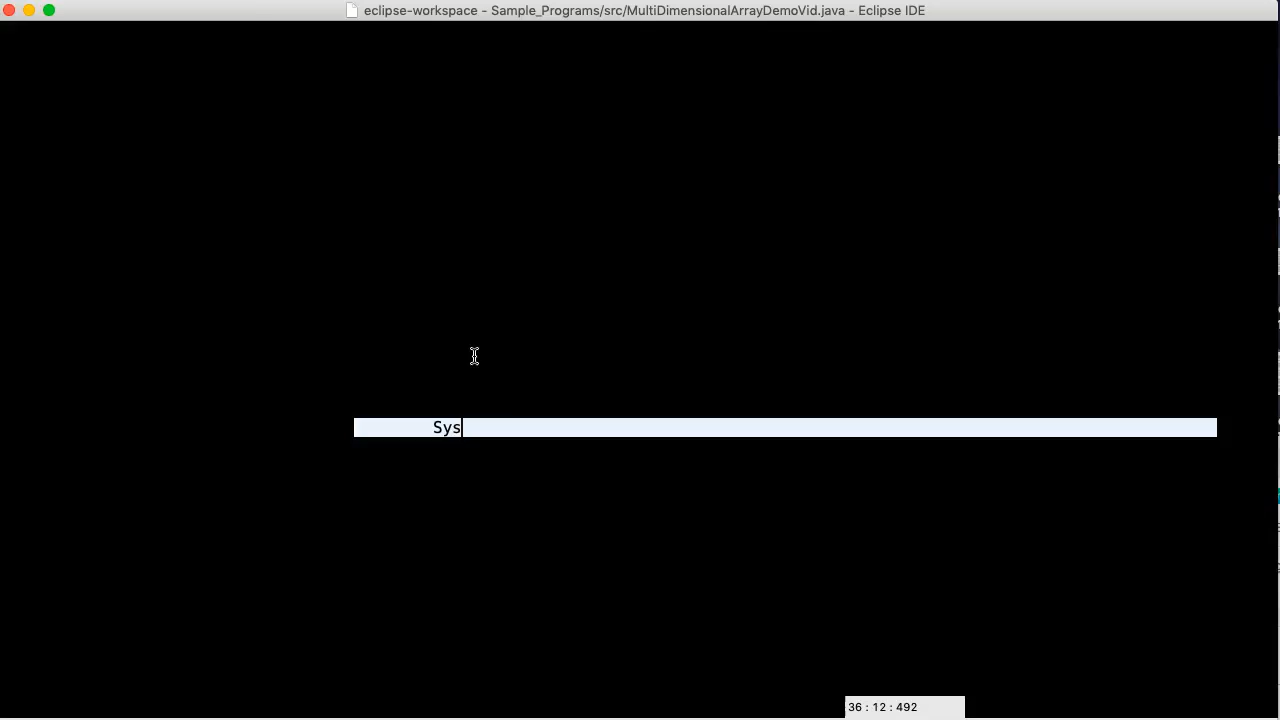 eclipse-workspace - Sample_Programs/src/MultiDimensionalArrayDemoVid.java - Eclipse IDE
Sys
36 : 12 : 492